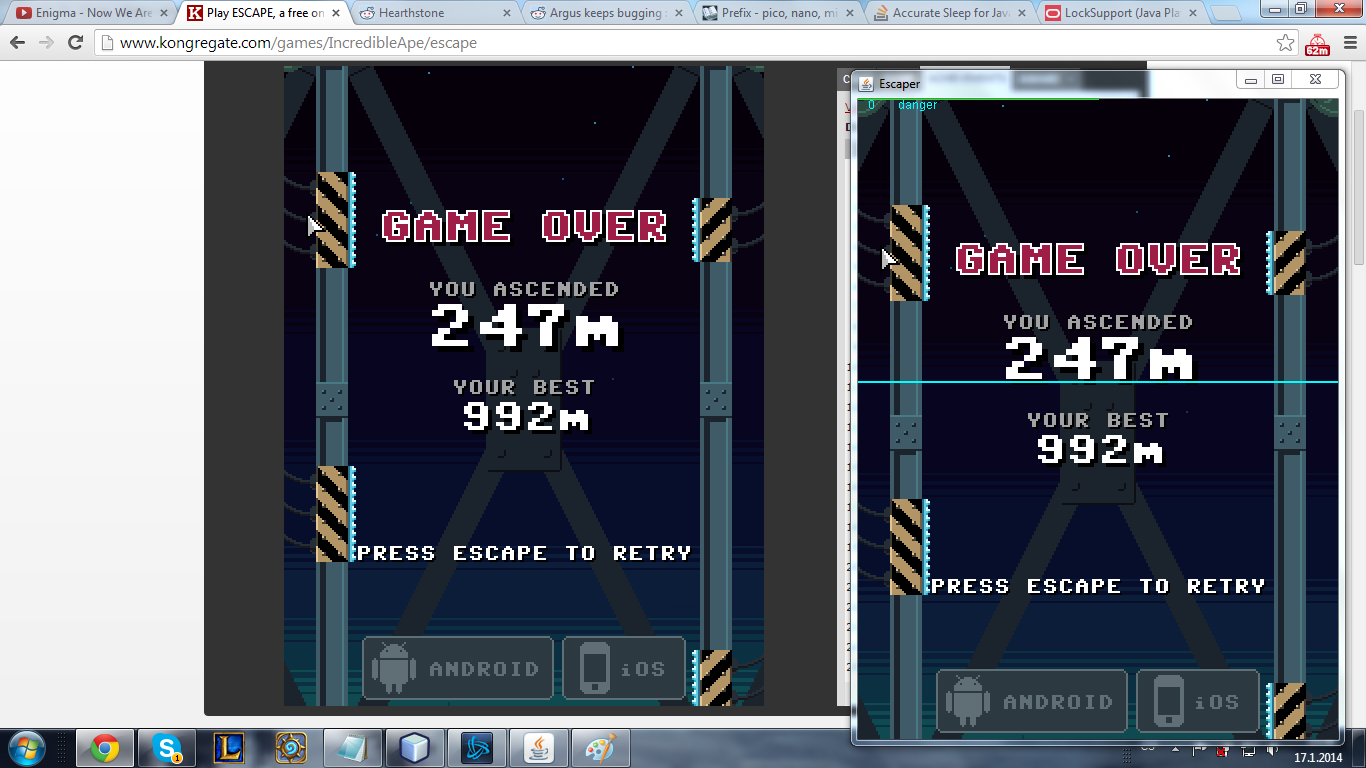 Enigma - Now We Are
Play ESCAPE, a free on
Hearthstone
Argus keeps bugging
Prefix - pico, nano, mi
Accurate Sleep for Jav
LockSupport (Java Pla
www.kongregate.com/games/IncredibleApe/escape
62m
GAME OVER
YOU ASCENDED
247m
YOUR BEST
992m
PRESS ESCAPE TO RETRY
ANDROID
iOS
Escaper
0 danger
GAME OVER
YOU ASCENDED
247m
YOUR BEST
992m
PRESS ESCAPE TO RETRY
ANDROID
iOS
1
17.1.2014